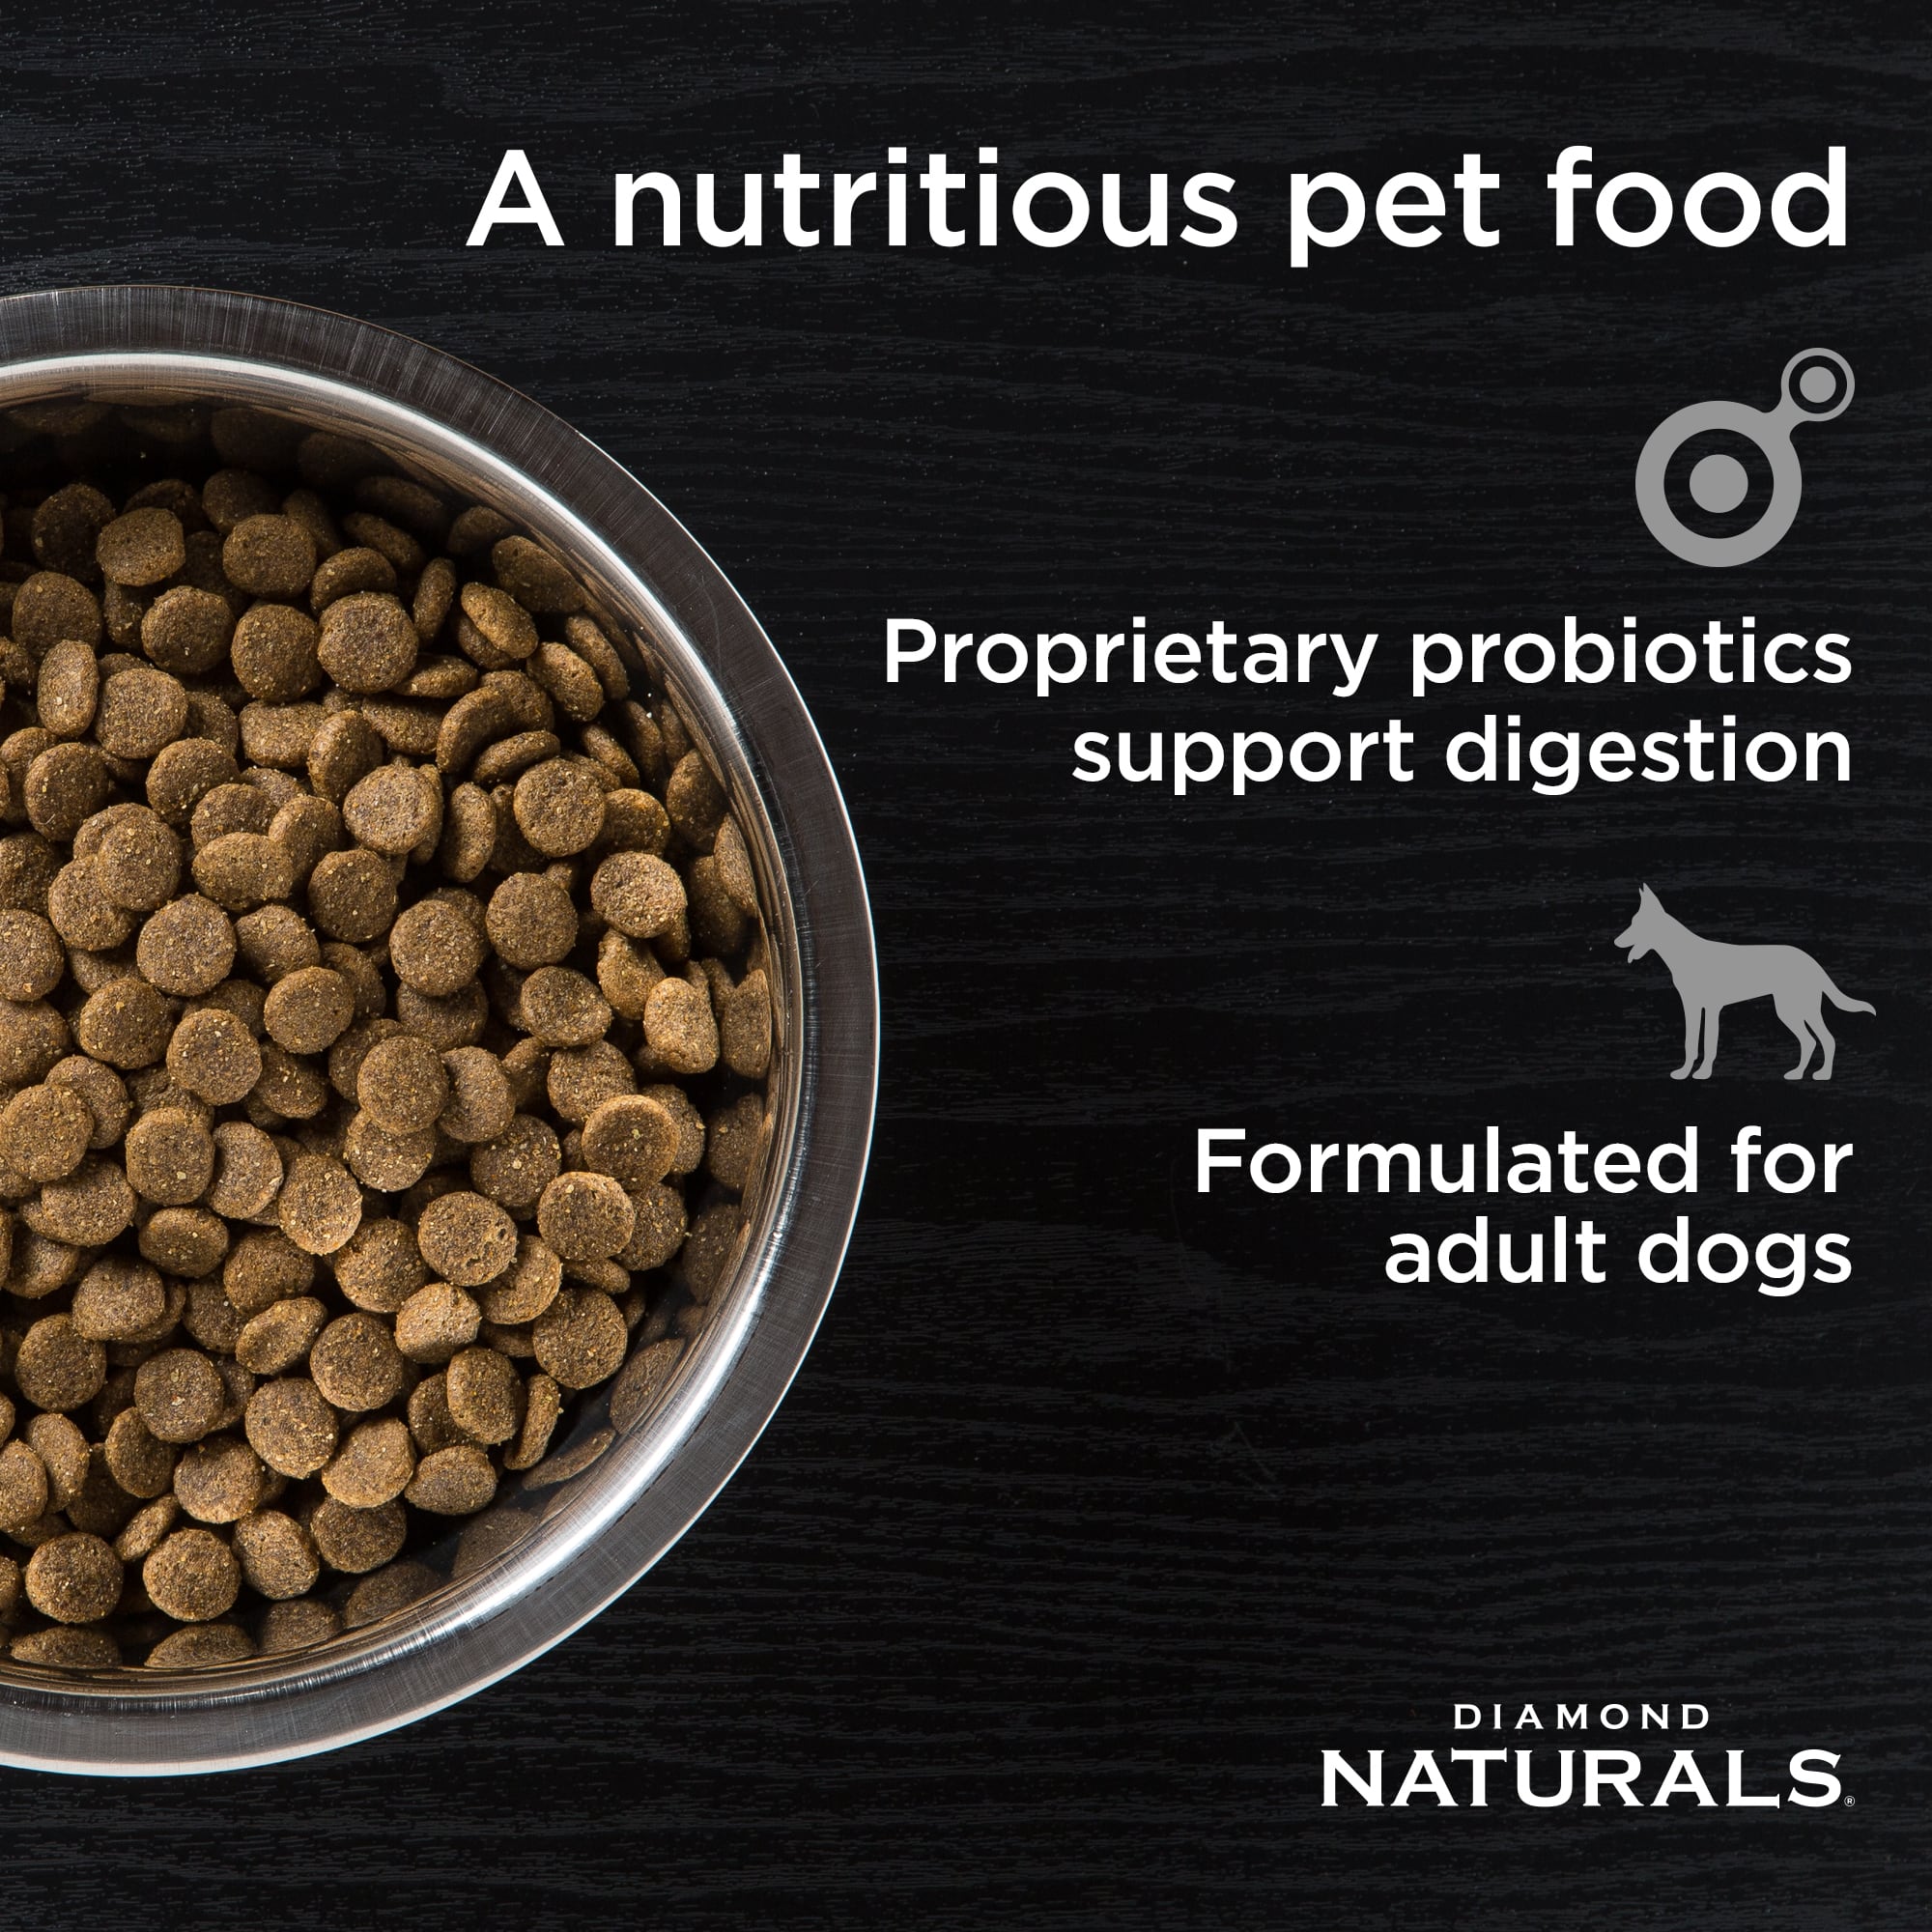 A nutritious pet food
Proprietary probiotics
support digestion
Formulated for
adult dogs
DIAMOND
NATURALS®